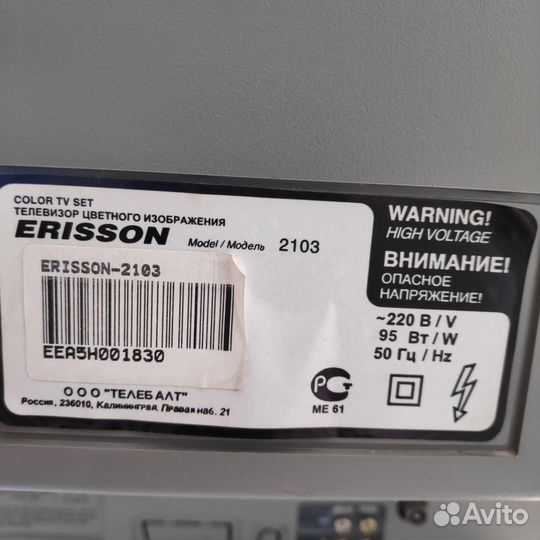 COLOR TV SET
ТЕЛЕВИЗОР ЦВЕТНОГО ИЗОБРАЖЕНИЯ
ERISSON Model / Модель 2103
ERISSON-2103
EEA5H001830
ООО "ТЕЛЕБАЛТ"
Россия, 236010, Калининград, Правая наб. 21
WARNING!
HIGH VOLTAGE
ВНИМАНИЕ!
ОПАСНОЕ
НАПРЯЖЕНИЕ!
~220 В / V
95 Вт / W
50 Гц / Hz
РС
МЕ 61
Avito